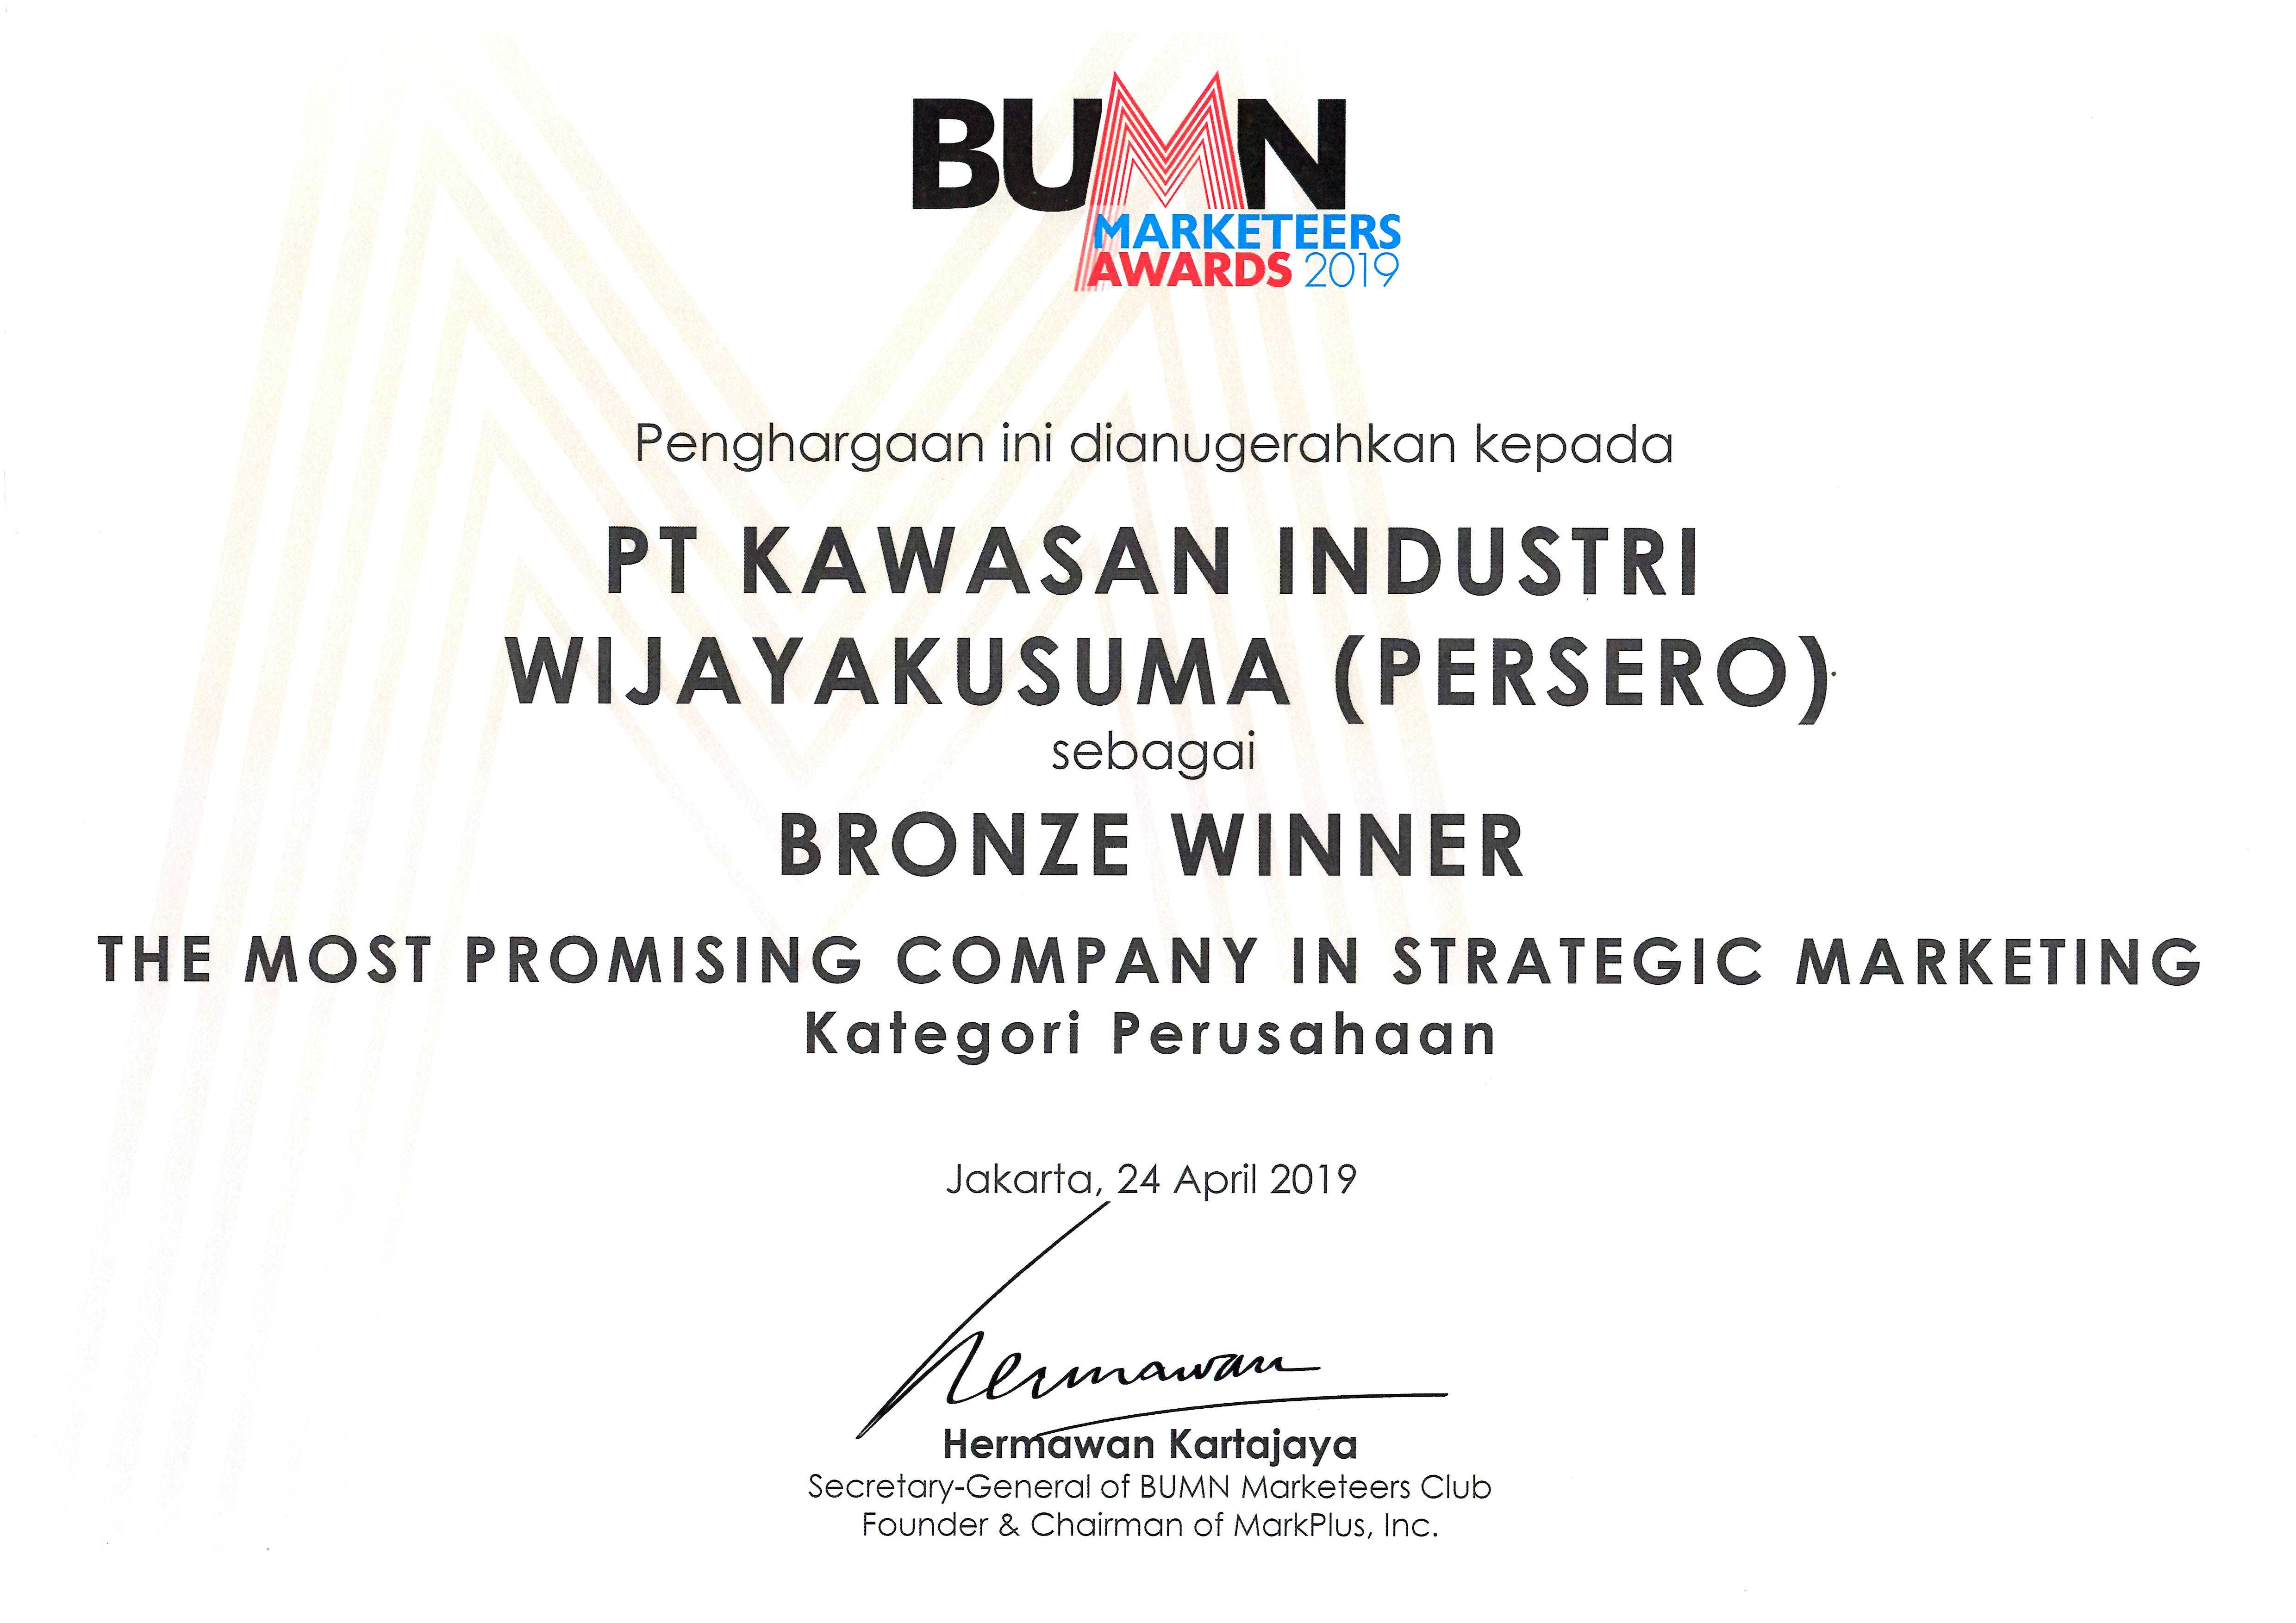 BUMN
MARKETEERS
AWARDS 2019
Penghargaan ini dianugerahkan kepada
PT KAWASAN INDUSTRI
WIJAYAKUSUMA (PERSERO)
sebagai
BRONZE WINNER
THE MOST PROMISING COMPANY IN STRATEGIC MARKETING
Kategori Perusahaan
Jakarta, 24 April 2019
Hermawan
Hermawan Kartajaya
Secretary-General of BUMN Marketeers Club
Founder & Chairman of MarkPlus, Inc.